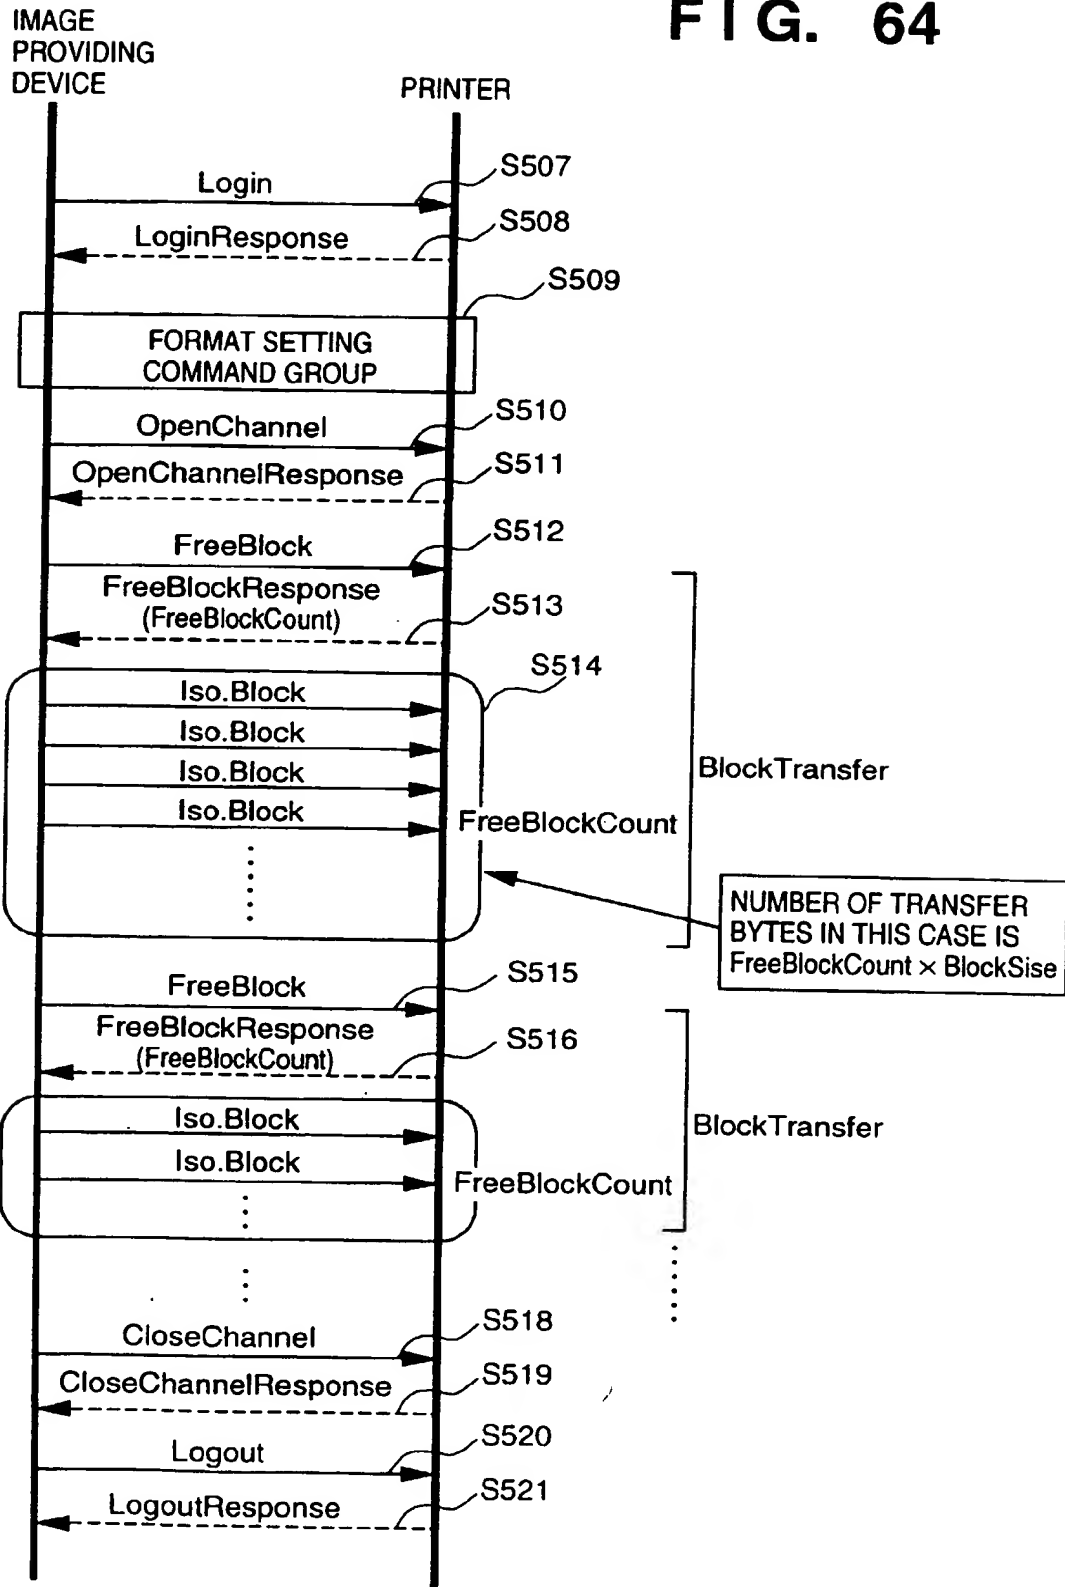 IMAGE
PROVIDING
DEVICE
FIG. 64
PRINTER
Login
S507
LoginResponse
S508
S509
FORMAT SETTING
COMMAND GROUP
OpenChannel
S510
OpenChannelResponse
S511
FreeBlock
S512
FreeBlockResponse
(FreeBlockCount)
S513
S514
Iso.Block
Iso.Block
Iso.Block
Iso.Block
FreeBlockCount
BlockTransfer
NUMBER OF TRANSFER
BYTES IN THIS CASE IS
FreeBlockCount × BlockSise
FreeBlock
S515
FreeBlockResponse
(FreeBlockCount)
S516
Iso.Block
Iso.Block
FreeBlockCount
BlockTransfer
CloseChannel
S518
CloseChannelResponse
S519
Logout
S520
LogoutResponse
S521